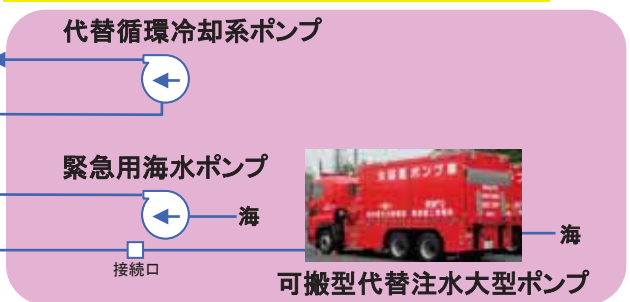 代替循環冷却系ポンプ
緊急用海水ポンプ
海
海
接続口
可搬型代替注水大型ポンプ